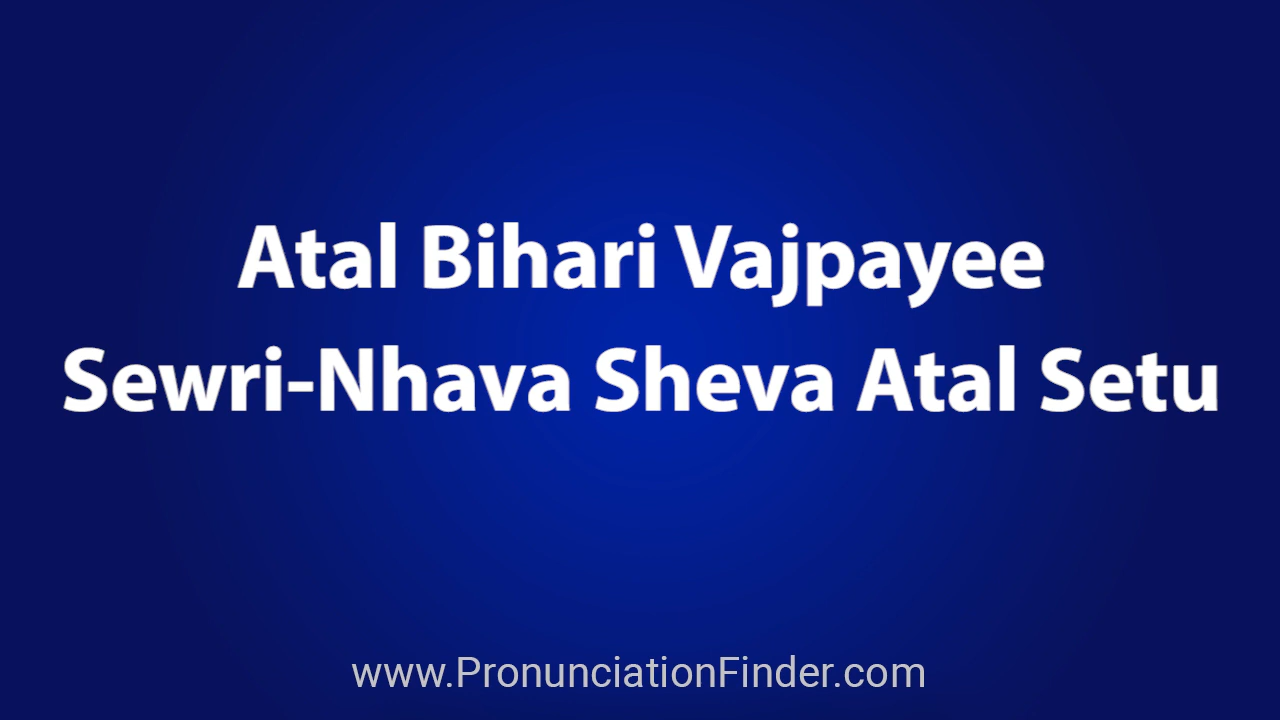 Atal Bihari Vajpayee
Sewri-Nhava Sheva Atal Setu
www.PronunciationFinder.com